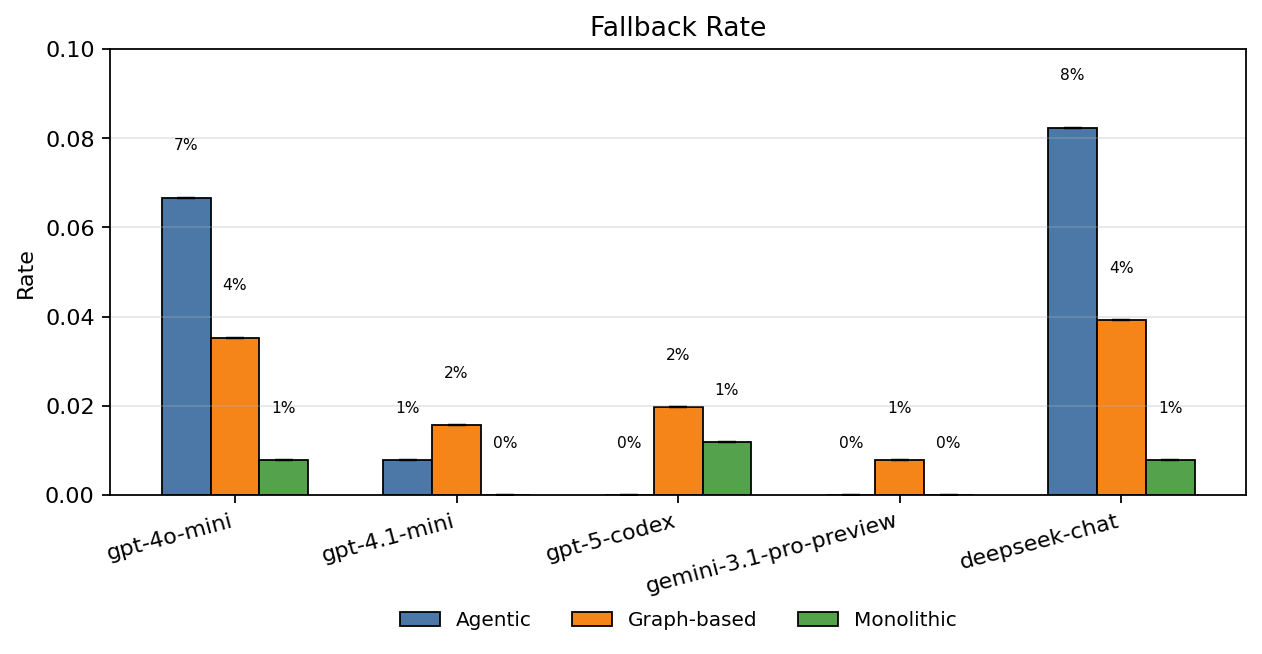 Fallback Rate
0.10
0.08
0.06
0.04
0.02
0.00
Rate
7%
4%
1%
1%
2%
0%
0%
2%
1%
0%
1%
0%
8%
4%
1%
gpt-4o-mini
gpt-4.1-mini
gpt-5-codex
gemini-3.1-pro-preview
deepseek-chat
Agentic
Graph-based
Monolithic